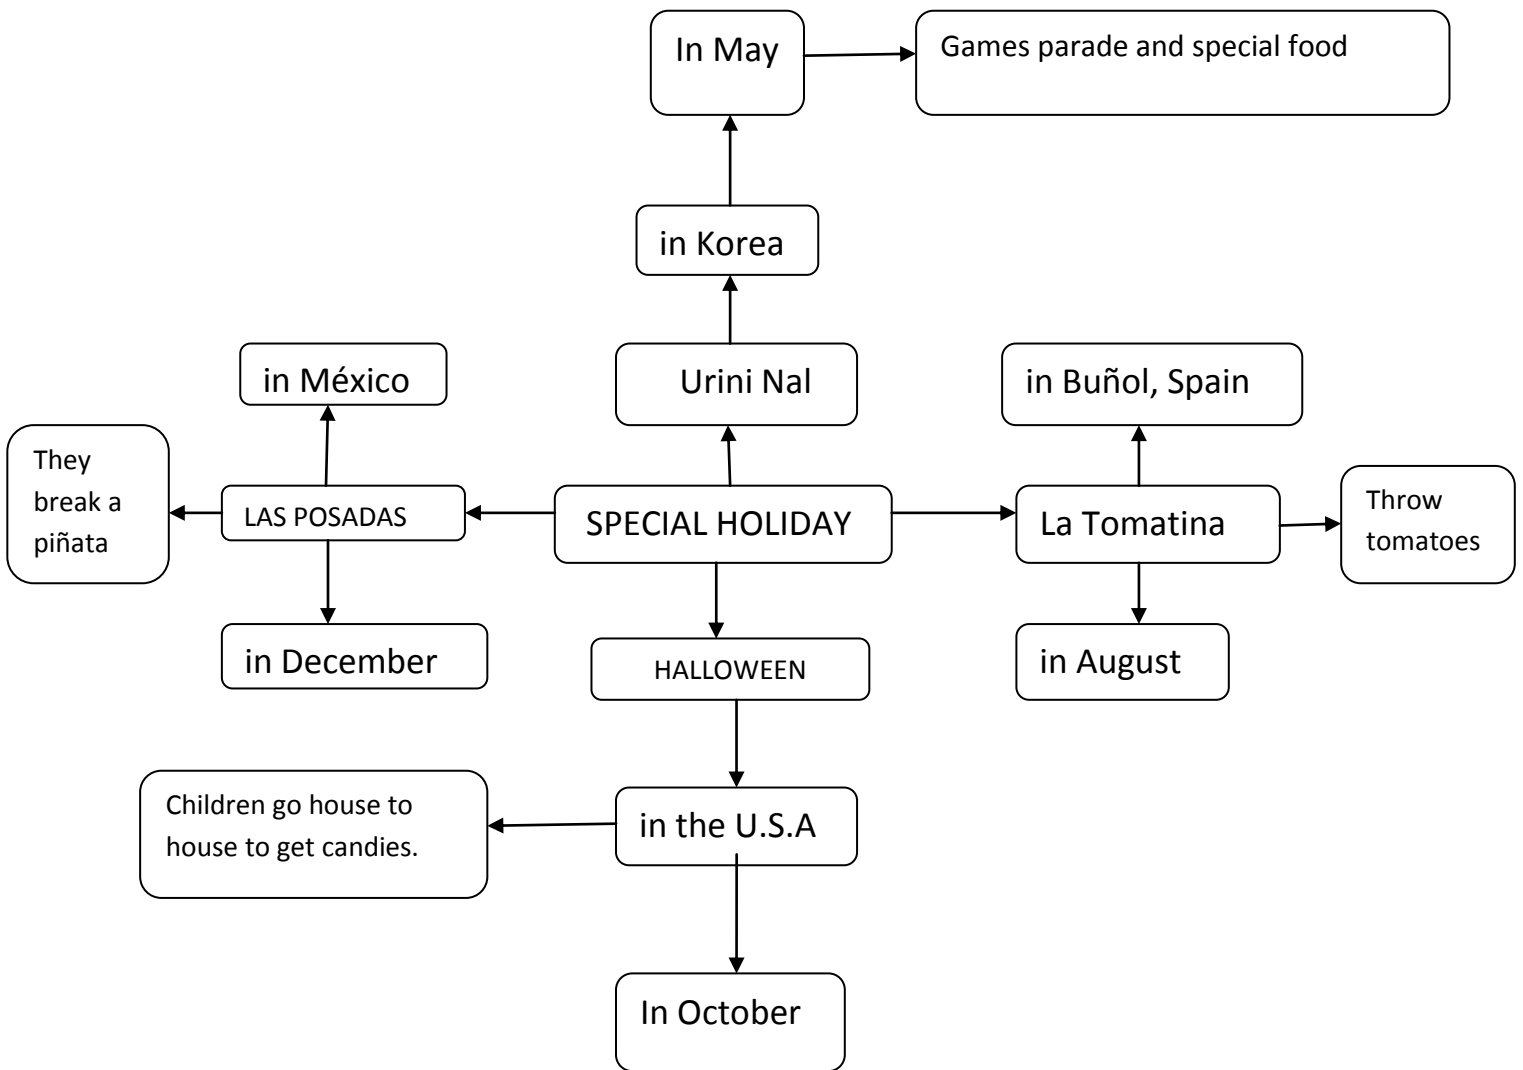 In May
Games parade and special food
in Korea
in México
Urini Nal
in Buñol, Spain
They
break a
piñata
LAS POSADAS
SPECIAL HOLIDAY
La Tomatina
Throw
tomatoes
in December
HALLOWEEN
in August
Children go house to
house to get candies.
in the U.S.A
In October